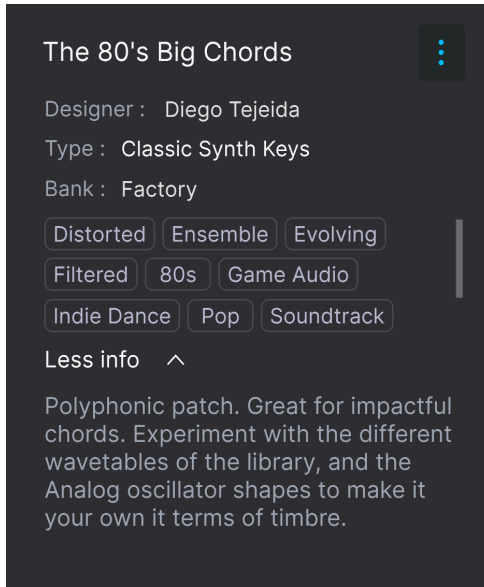 The 80's Big Chords
Designer : Diego Tejeida
Type : Classic Synth Keys
Bank : Factory
Distorted Ensemble Evolving
Filtered 80s Game Audio
Indie Dance Pop Soundtrack
Less info
Polyphonic patch. Great for impactful
chords. Experiment with the different
wavetables of the library, and the
Analog oscillator shapes to make it
your own it terms of timbre.